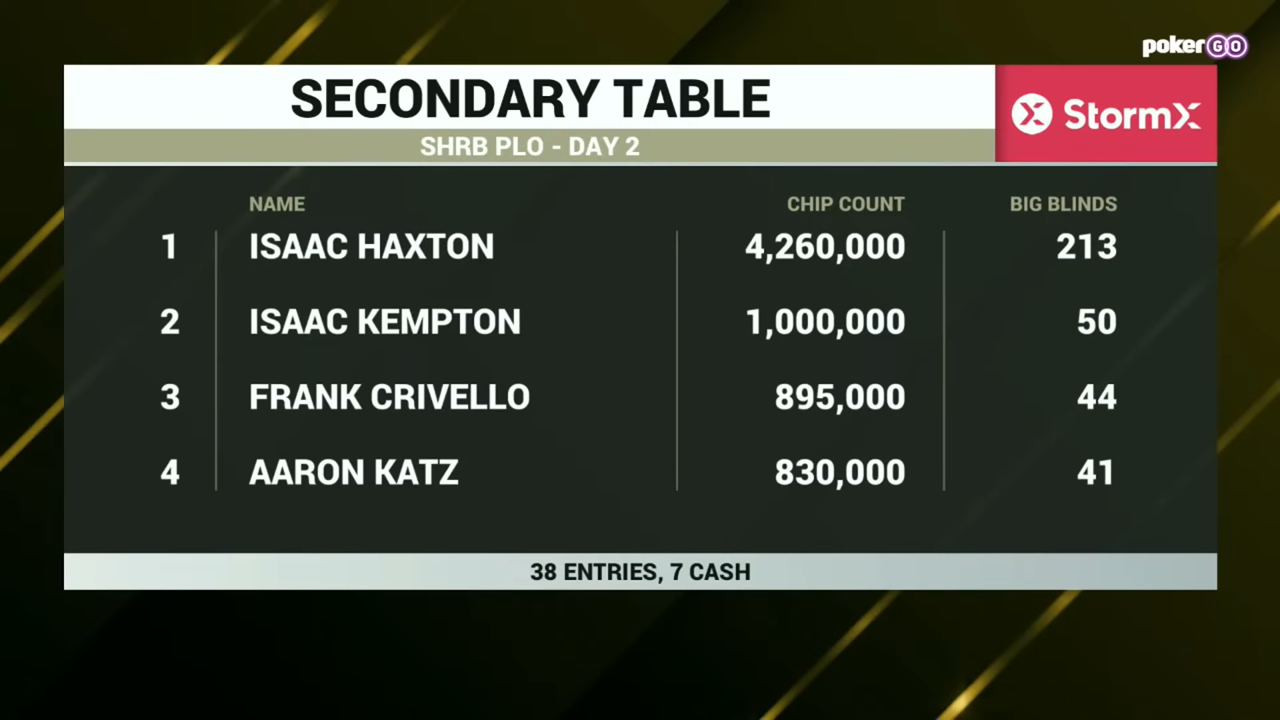 pokerGO
SECONDARY TABLE
StormX
SHRB PLO - DAY 2
NAME CHIP COUNT BIG BLINDS
1 ISAAC HAXTON 4,260,000 213
2 ISAAC KEMPTON 1,000,000 50
3 FRANK CRIVELLO 895,000 44
4 AARON KATZ 830,000 41
38 ENTRIES, 7 CASH